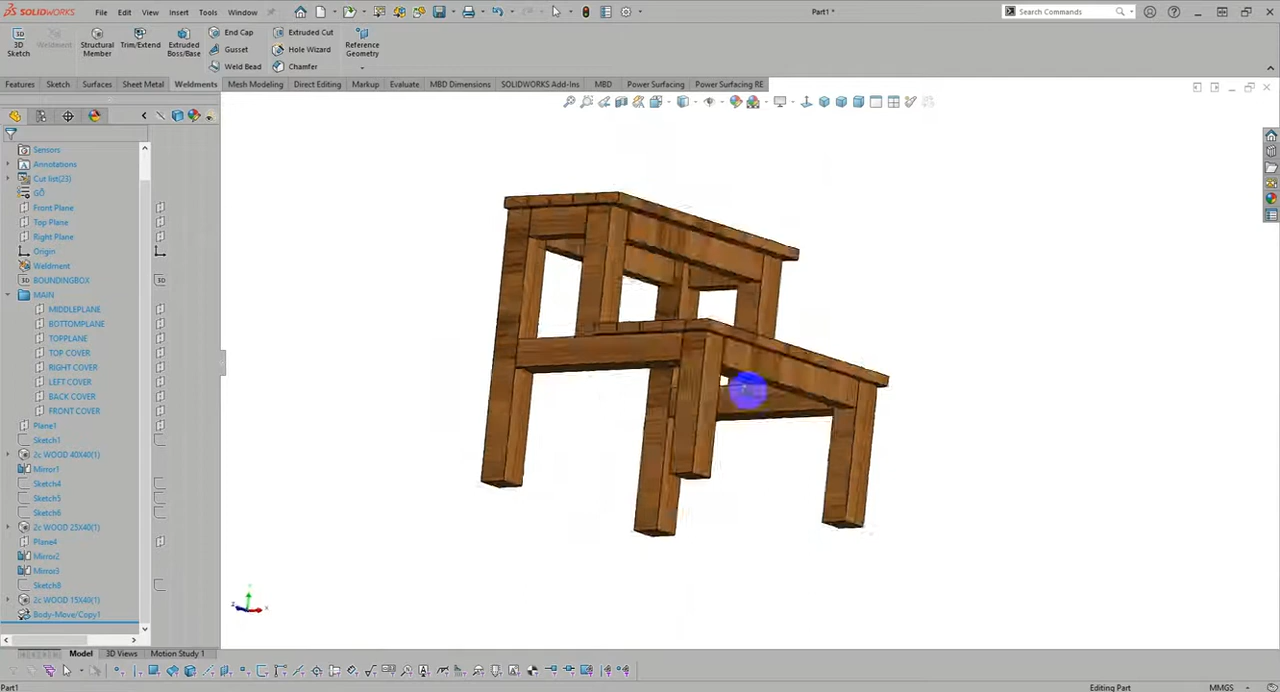 SOLIDWORKS File Edit View Insert Tools Window Part1 * Search Commands
3D Sketch Weldment Structural Member Trim/Extend Extruded Boss/Base End Cap Gusset Weld Bead Extruded Cut Hole Wizard Chamfer Reference Geometry
Features Sketch Surfaces Sheet Metal Weldments Mesh Modeling Direct Editing Markup Evaluate MBD Dimensions SOLIDWORKS Add-Ins MBD Power Surfacing Power Surfacing RE
Sensors
Annotations
Cut list(23)
GỖ
Front Plane
Top Plane
Right Plane
Origin
Weldment
BOUNDINGBOX
MAIN
MIDDLEPLANE
BOTTOMPLANE
TOPPLANE
TOP COVER
RIGHT COVER
LEFT COVER
BACK COVER
FRONT COVER
Plane1
Sketch1
2c WOOD 40X40(1)
Mirror1
Sketch4
Sketch5
Sketch6
2c WOOD 25X40(1)
Plane4
Mirror2
Mirror3
Sketch8
2c WOOD 15X40(1)
Body-Move/Copy1
Model 3D Views Motion Study 1
Part1 Editing Part MMGS